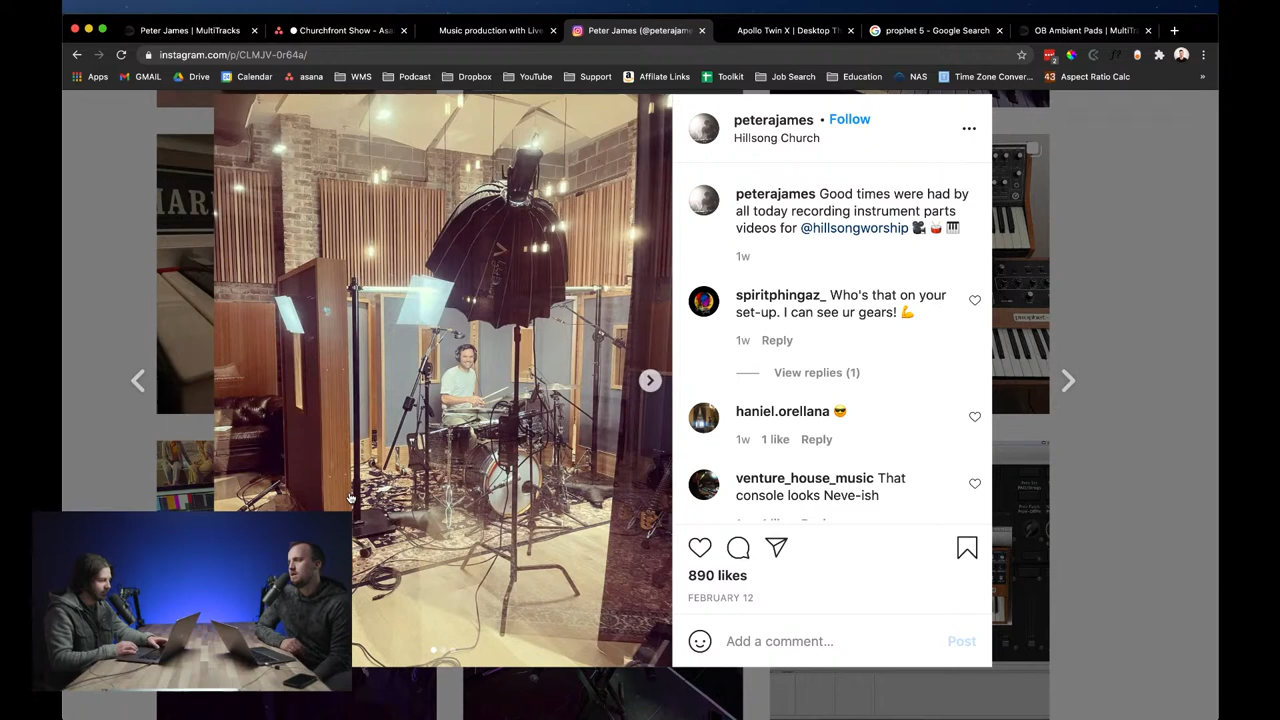 Peter James | MultiTracks
Churchfront Show - Asa
Music production with Live
Peter James (@peterajame
Apollo Twin X | Desktop Th
prophet 5 - Google Search
OB Ambient Pads | MultiTr
instagram.com/p/CLMJV-0r64a/
Apps
GMAIL
Drive
Calendar
asana
WMS
Podcast
Dropbox
YouTube
Support
Affiliate Links
Toolkit
Job Search
Education
NAS
Time Zone Conver...
43 Aspect Ratio Calc
»
peterajames • Follow
Hillsong Church
peterajames Good times were had by
all today recording instrument parts
videos for @hillsongworship 🎥 🥁 🎹
1w
spiritphingaz_ Who's that on your
set-up. I can see ur gears! 💪
1w Reply
View replies (1)
haniel.orellana 😎
1w 1 like Reply
venture_house_music That
console looks Neve-ish
890 likes
FEBRUARY 12
Add a comment...
Post
prophet